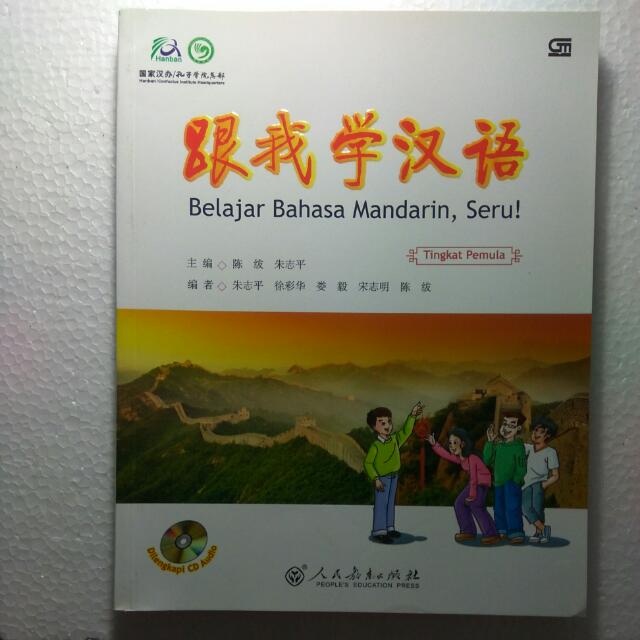 Hanban
国家汉办/孔子学院总部
Hanban/Confucius Institute Headquarters
GM
跟我学汉语
Belajar Bahasa Mandarin, Seru!
Tingkat Pemula
主编◇陈 绂 朱志平
编者◇朱志平 徐彩华 娄 毅 宋志明 陈 绂
Dilengkapi CD Audio
人民教育出版社
PEOPLE'S EDUCATION PRESS